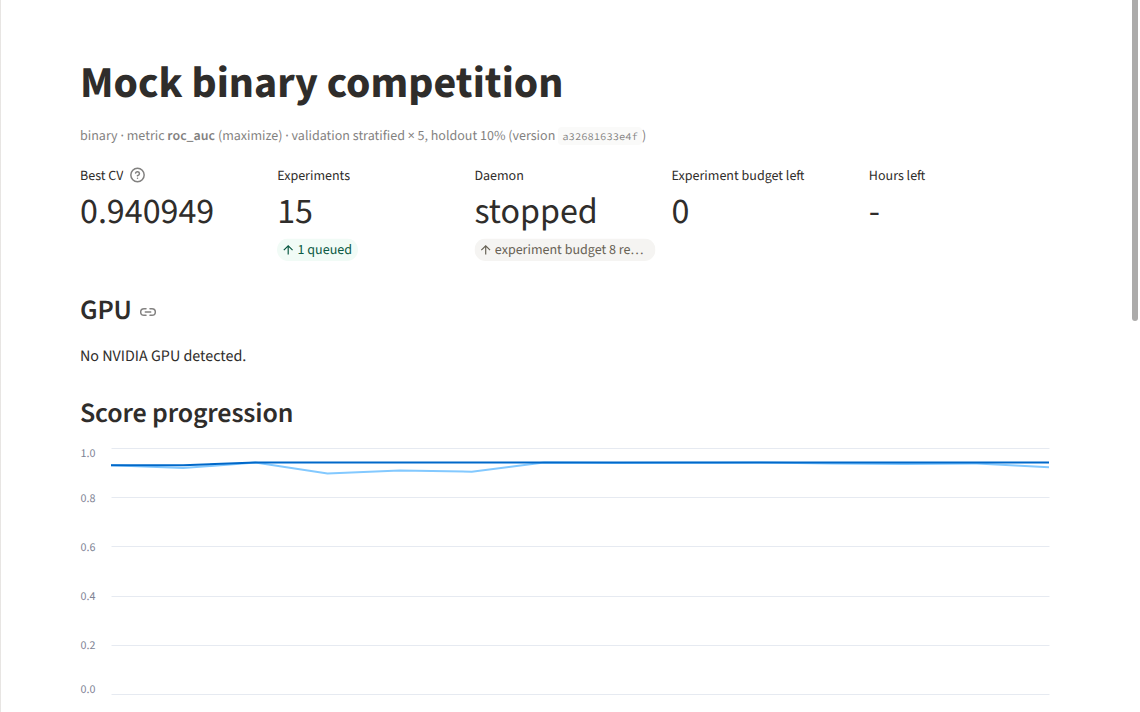 Mock binary competition
binary · metric roc_auc (maximize) · validation stratified × 5, holdout 10% (version a32681633e4f )
Best CV
Experiments
Daemon
Experiment budget left
Hours left
0.940949
15
stopped
0
-
↑ 1 queued
↑ experiment budget 8 re…
GPU
No NVIDIA GPU detected.
Score progression
1.0
0.8
0.6
0.4
0.2
0.0